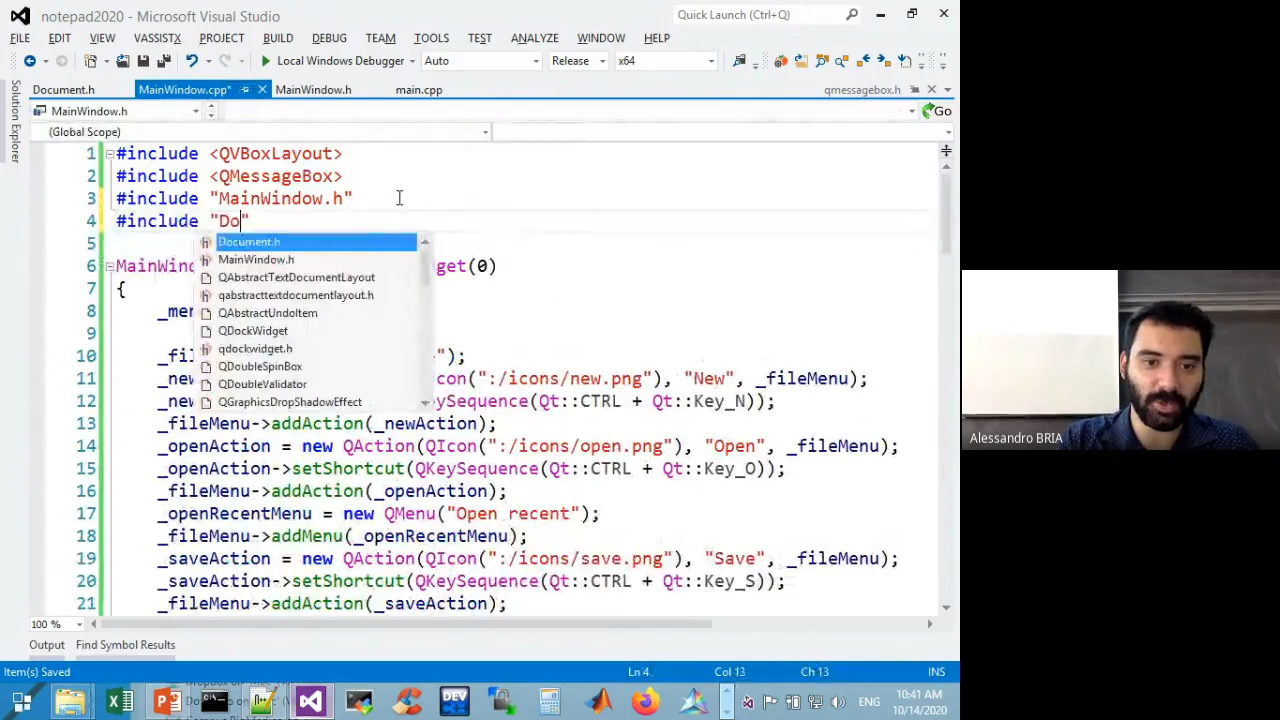 notepad2020 - Microsoft Visual Studio
Quick Launch (Ctrl+Q)
FILE EDIT VIEW VASSISTX PROJECT BUILD DEBUG TEAM TOOLS TEST ANALYZE WINDOW HELP
Local Windows Debugger Auto Release x64
Document.h MainWindow.cpp* MainWindow.h main.cpp qmessagebox.h
Solution Explorer
MainWindow.h Go
(Global Scope)
1 #include <QVBoxLayout>
2 #include <QMessageBox>
3 #include "MainWindow.h"
4 #include "Do"
5
6 MainWin get(0)
7 {
8 _men
9
10 _fi ");
11 _new con(":/icons/new.png"), "New", _fileMenu);
12 _new eySequence(Qt::CTRL + Qt::Key_N));
13 _fileMenu->addAction(_newAction);
14 _openAction = new QAction(QIcon(":/icons/open.png"), "Open", _fileMenu);
15 _openAction->setShortcut(QKeySequence(Qt::CTRL + Qt::Key_O));
16 _fileMenu->addAction(_openAction);
17 _openRecentMenu = new QMenu("Open recent");
18 _fileMenu->addMenu(_openRecentMenu);
19 _saveAction = new QAction(QIcon(":/icons/save.png"), "Save", _fileMenu);
20 _saveAction->setShortcut(QKeySequence(Qt::CTRL + Qt::Key_S));
21 _fileMenu->addAction(_saveAction);
Document.h
MainWindow.h
QAbstractTextDocumentLayout
qabstracttextdocumentlayout.h
QAbstractUndoItem
QDockWidget
qdockwidget.h
QDoubleSpinBox
QDoubleValidator
QGraphicsDropShadowEffect
Alessandro BRIA
100 %
Output Find Symbol Results
Item(s) Saved Ln 4 Col 13 Ch 13 INS
DEV
ENG
10:41 AM
10/14/2020